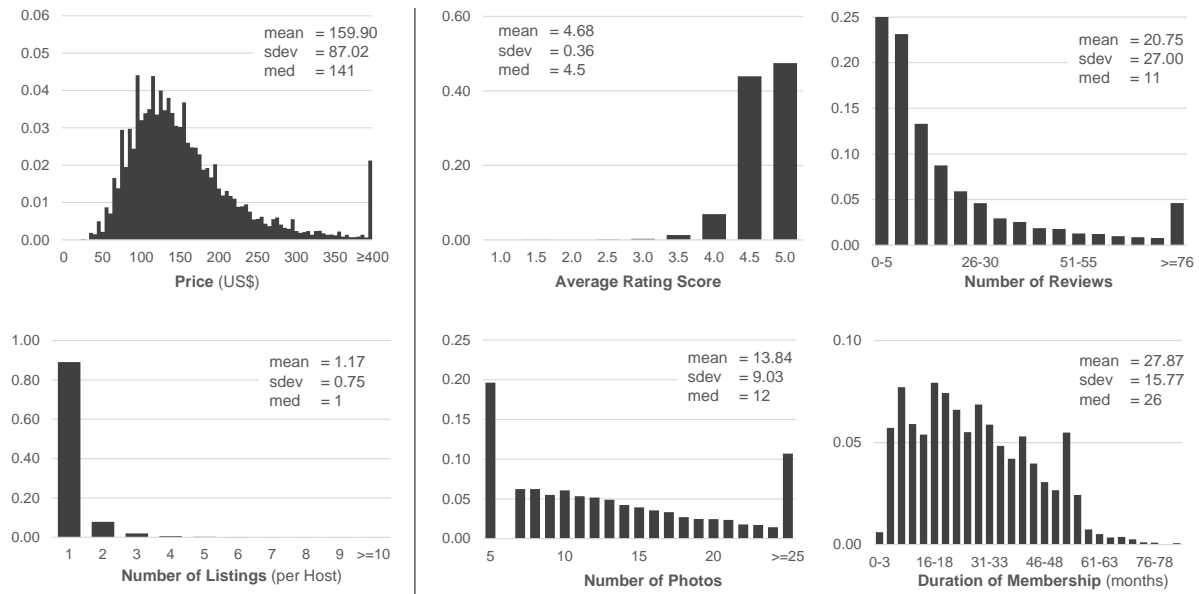 0.06
0.05
0.04
0.03
0.02
0.01
0.00
mean = 159.90
sdev = 87.02
med = 141
0 50 100 150 200 250 300 350 ≥400
Price (US$)
0.60
0.40
0.20
0.00
mean = 4.68
sdev = 0.36
med = 4.5
1.0 1.5 2.0 2.5 3.0 3.5 4.0 4.5 5.0
Average Rating Score
0.25
0.20
0.15
0.10
0.05
0.00
mean = 20.75
sdev = 27.00
med = 11
0-5 26-30 51-55 >=76
Number of Reviews
1.00
0.80
0.60
0.40
0.20
0.00
mean = 1.17
sdev = 0.75
med = 1
1 2 3 4 5 6 7 8 9 >=10
Number of Listings (per Host)
0.25
0.20
0.15
0.10
0.05
0.00
mean = 13.84
sdev = 9.03
med = 12
5 10 15 20 >=25
Number of Photos
0.10
0.05
0.00
mean = 27.87
sdev = 15.77
med = 26
0-3 16-18 31-33 46-48 61-63 76-78
Duration of Membership (months)